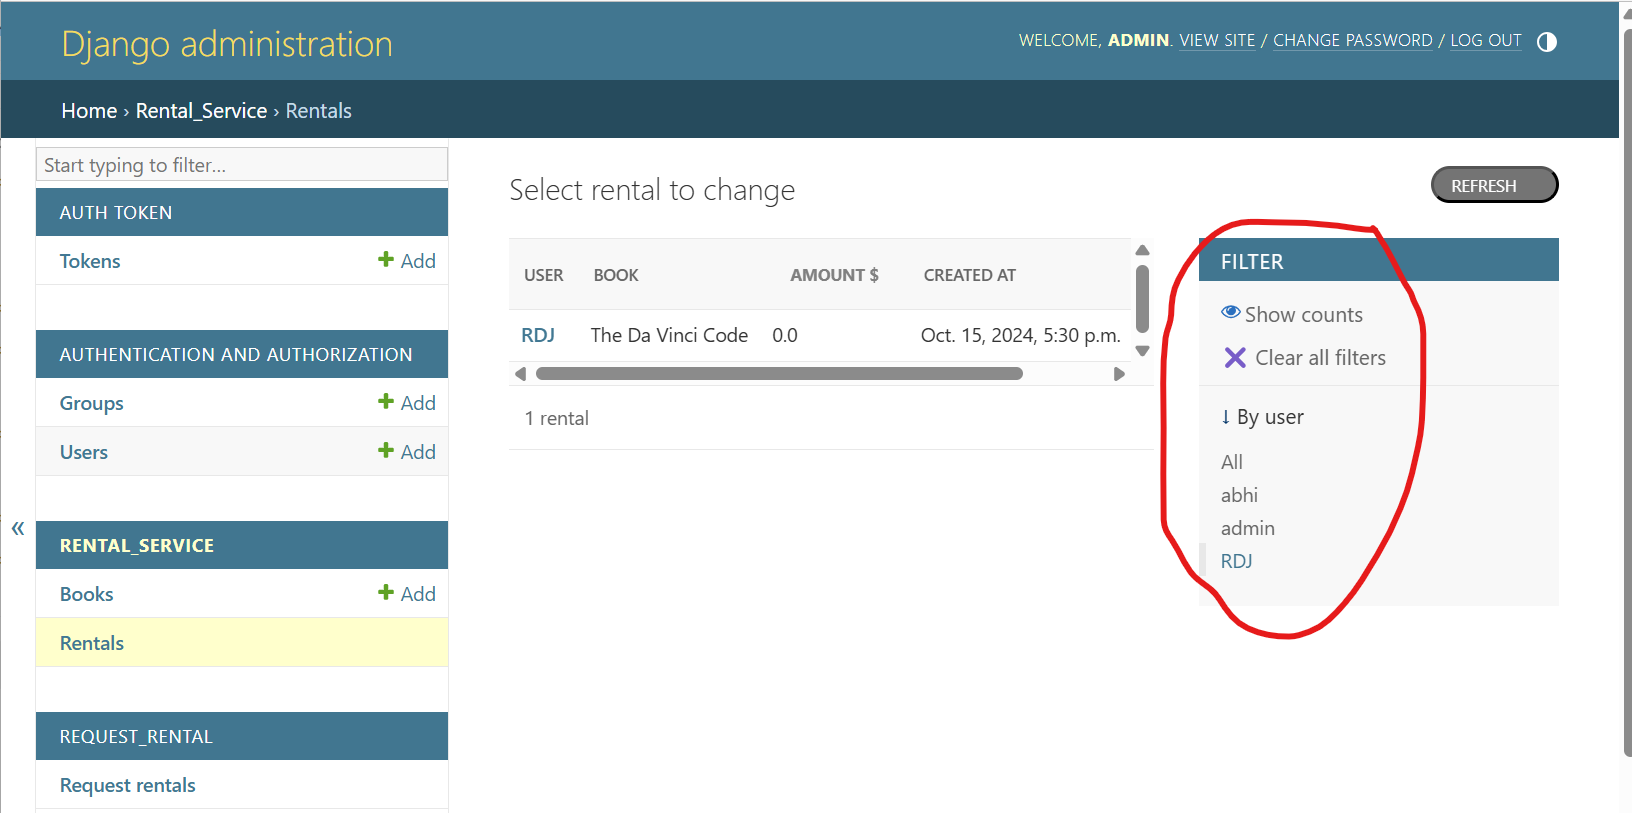 Django administration
WELCOME, ADMIN. VIEW SITE / CHANGE PASSWORD / LOG OUT
Home › Rental_Service › Rentals
Start typing to filter...
AUTH TOKEN
Tokens + Add
AUTHENTICATION AND AUTHORIZATION
Groups + Add
Users + Add
«
RENTAL_SERVICE
Books + Add
Rentals
REQUEST_RENTAL
Request rentals
Select rental to change
REFRESH
USER BOOK AMOUNT $ CREATED AT
RDJ The Da Vinci Code 0.0 Oct. 15, 2024, 5:30 p.m.
1 rental
FILTER
Show counts
Clear all filters
↓ By user
All
abhi
admin
RDJ